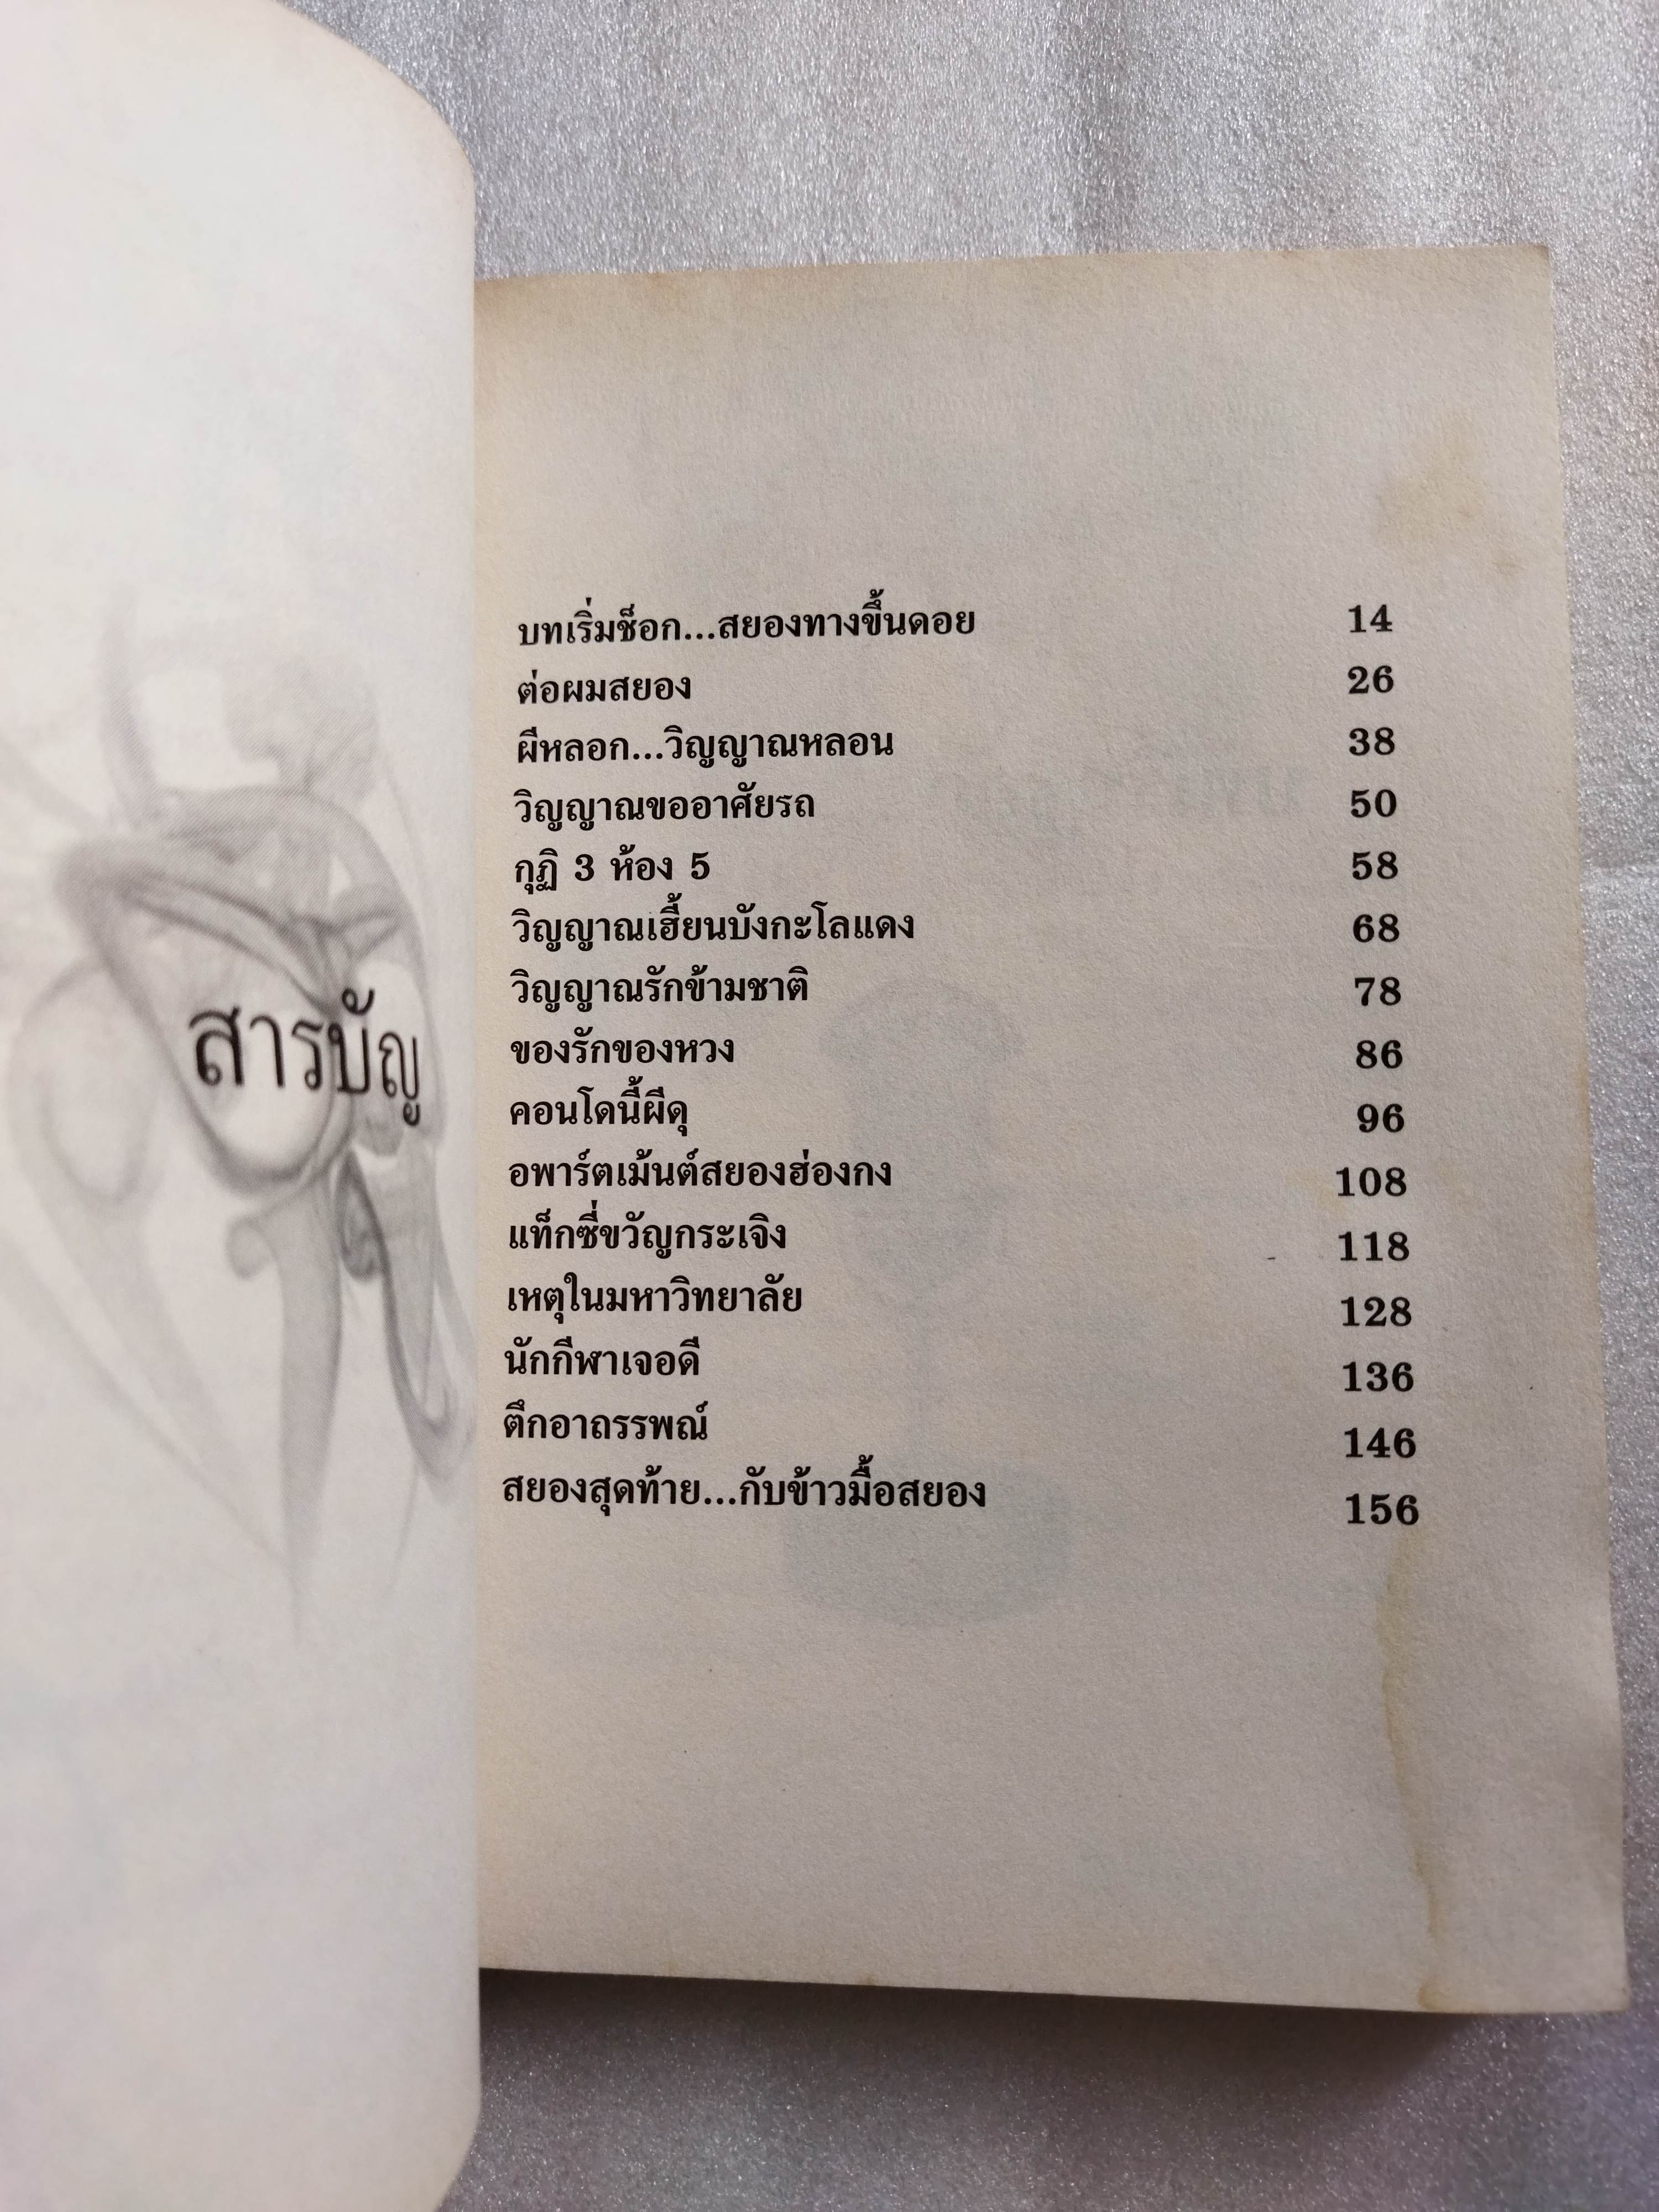 สารบัญ
บทเริ่มช็อก...สยองทางขึ้นดอย 14
ต่อผมสยอง 26
ผีหลอก...วิญญาณหลอน 38
วิญญาณขออาศัยรถ 50
กุฏิ 3 ห้อง 5 58
วิญญาณเฮี้ยนบังกะโลแดง 68
วิญญาณรักข้ามชาติ 78
ของรักของหวง 86
คอนโดนี้ผีดุ 96
อพาร์ตเม้นต์สยองฮ่องกง 108
แท็กซี่ขวัญกระเจิง 118
เหตุในมหาวิทยาลัย 128
นักกีฬาเจอดี 136
ตึกอาถรรพณ์ 146
สยองสุดท้าย...กับข้าวมื้อสยอง 156